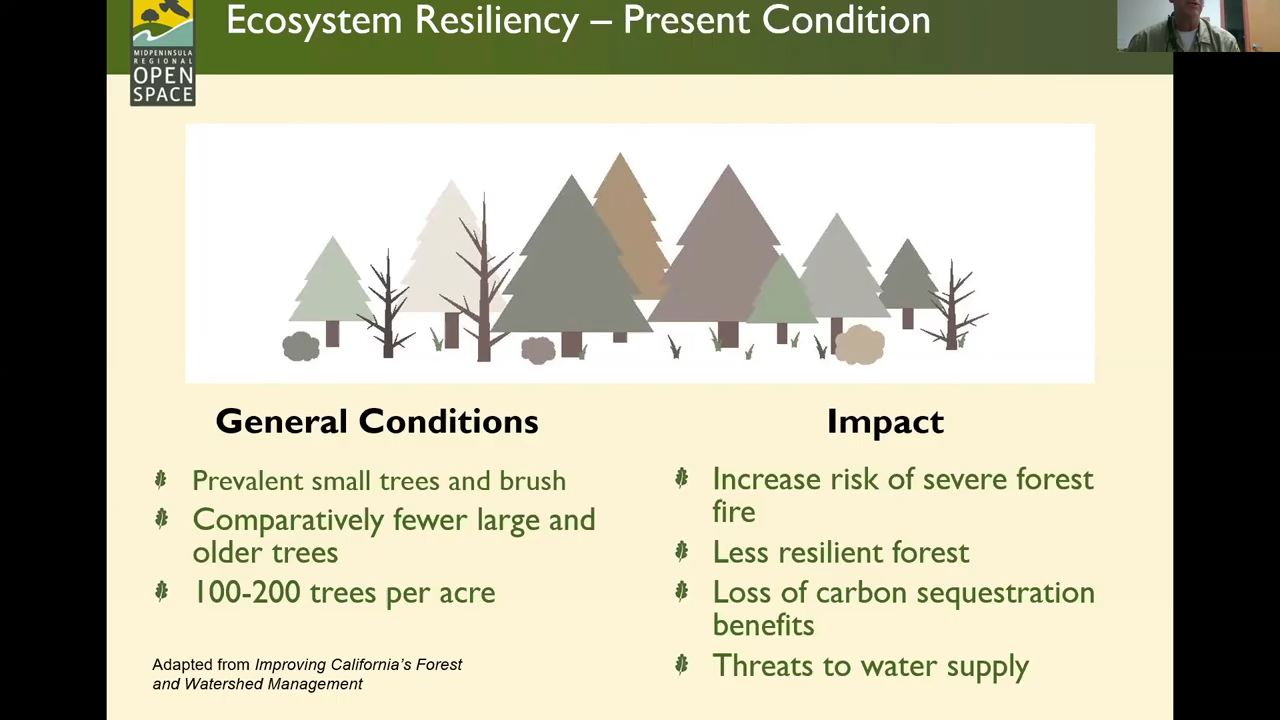 Ecosystem Resiliency – Present Condition
MIDPENINSULA
REGIONAL
OPEN
SPACE
General Conditions
Prevalent small trees and brush
Comparatively fewer large and
older trees
100-200 trees per acre
Adapted from Improving California's Forest
and Watershed Management
Impact
Increase risk of severe forest
fire
Less resilient forest
Loss of carbon sequestration
benefits
Threats to water supply